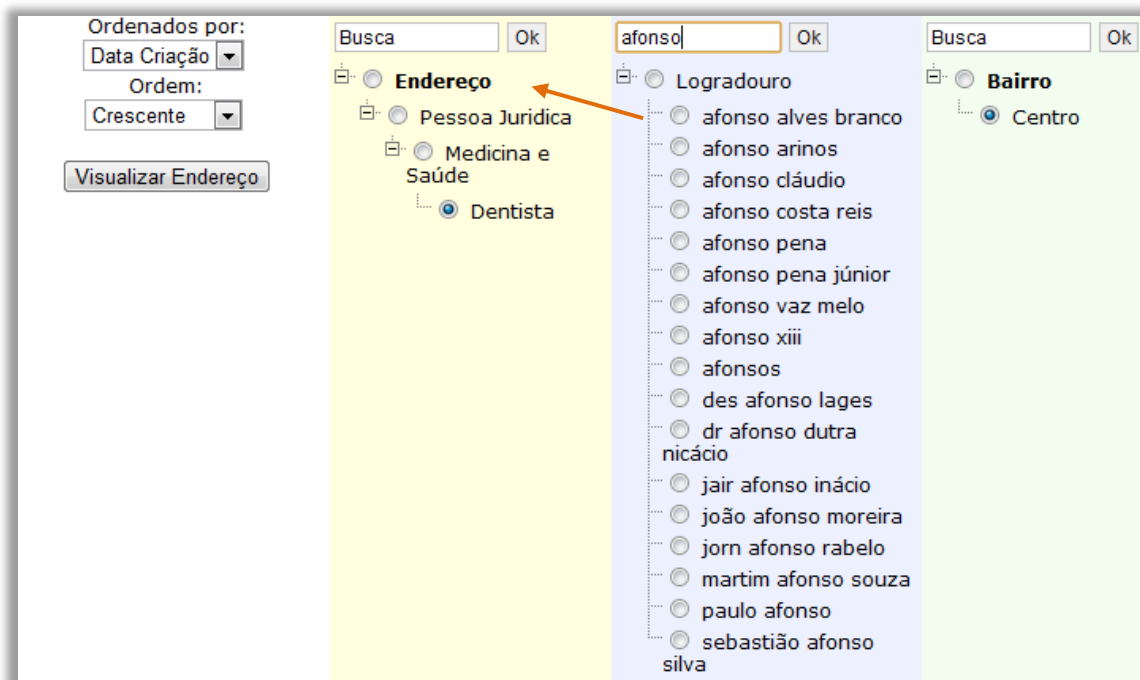 Ordenados por:
Data Criação
Ordem:
Crescente
Visualizar Endereço
Busca Ok
Endereço
Pessoa Juridica
Medicina e
Saúde
Dentista
afonso Ok
Logradouro
afonso alves branco
afonso arinos
afonso cláudio
afonso costa reis
afonso pena
afonso pena júnior
afonso vaz melo
afonso xiii
afonsos
des afonso lages
dr afonso dutra
nicácio
jair afonso inácio
joão afonso moreira
jorn afonso rabelo
martim afonso souza
paulo afonso
sebastião afonso
silva
Busca Ok
Bairro
Centro